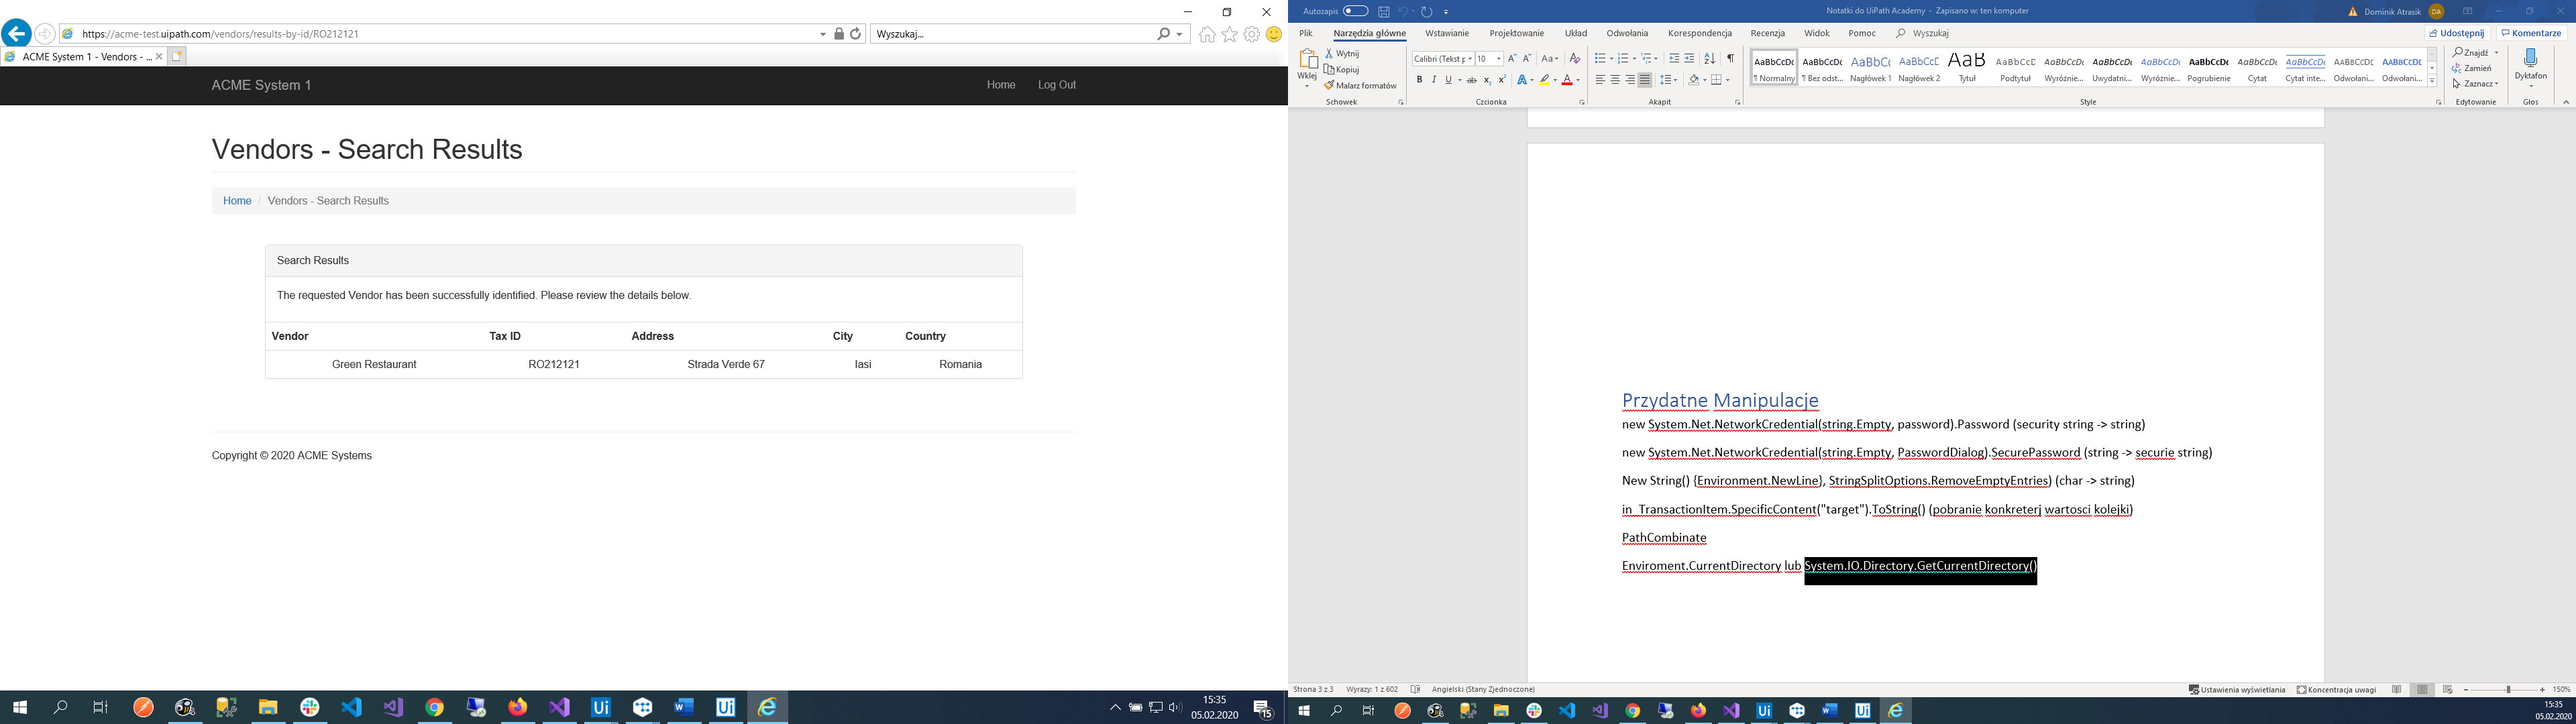 https://acme-test.uipath.com/vendors/results-by-id/RO212121
Wyszukaj...
ACME System 1 - Vendors - ...
ACME System 1
Home
Log Out
Vendors - Search Results
Home / Vendors - Search Results
Search Results
The requested Vendor has been successfully identified. Please review the details below.
Vendor Tax ID Address City Country
Green Restaurant RO212121 Strada Verde 67 Iasi Romania
Copyright © 2020 ACME Systems
15:35
05.02.2020
15
Autozapis
Notatki do UiPath Academy - Zapisano w: ten komputer
Dominik Atrasik
DA
Plik Narzędzia główne Wstawianie Projektowanie Układ Odwołania Korespondencja Recenzja Widok Pomoc Wyszukaj
Udostępnij
Komentarze
Wklej
Wytnij
Kopiuj
Malarz formatów
Schowek
Calibri (Tekst p
10
Czcionka
Akapit
AaBbCcDc AaBbCcDc AaBbCc AaBbCcE AaB AaBbCcD AaBbCcDc AaBbCcDc AaBbCcDc AaBbCcDc AaBbCcDc AaBbCcDc AABBCCDD AABBCCDD
¶ Normalny ¶ Bez odst... Nagłówek 1 Nagłówek 2 Tytuł Podtytuł Wyróżnie... Uwydatni... Wyróżnie... Pogrubienie Cytat Cytat inte... Odwołani... Odwołani...
Style
Znajdź
Zamień
Zaznacz
Edytowanie
Dyktafon
Głos
Przydatne Manipulacje
new System.Net.NetworkCredential(string.Empty, password).Password (security string -> string)
new System.Net.NetworkCredential(string.Empty, PasswordDialog).SecurePassword (string -> securie string)
New String() {Environment.NewLine}, StringSplitOptions.RemoveEmptyEntries) (char -> string)
in_TransactionItem.SpecificContent("target").ToString() (pobranie konkreterj wartosci kolejki)
PathCombinate
Enviroment.CurrentDirectory lub System.IO.Directory.GetCurrentDirectory()
Strona 3 z 3 Wyrazy: 1 z 602 Angielski (Stany Zjednoczone)
Ustawienia wyświetlania
Koncentracja uwagi
150%
15:35
05.02.2020